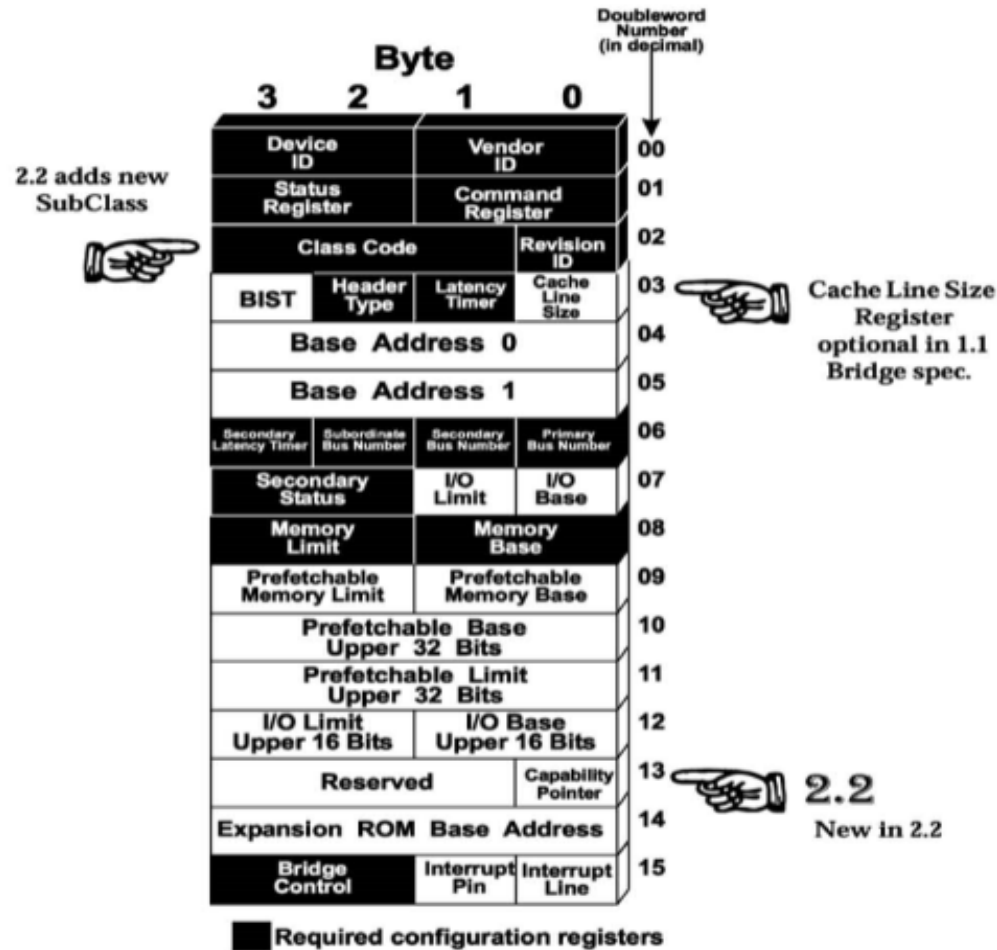 Doubleword
Number
(in decimal)
Byte
3 2 1 0
Device
ID
Vendor
ID
00
2.2 adds new
SubClass
Status
Register
Command
Register
01
Class Code
Revision
ID
02
BIST
Header
Type
Latency
Timer
Cache
Line
Size
03
Cache Line Size
Register
optional in 1.1
Bridge spec.
Base Address 0
04
Base Address 1
05
Secondary
Latency Timer
Subordinate
Bus Number
Secondary
Bus Number
Primary
Bus Number
06
Secondary
Status
I/O
Limit
I/O
Base
07
Memory
Limit
Memory
Base
08
Prefetchable
Memory Limit
Prefetchable
Memory Base
09
Prefetchable Base
Upper 32 Bits
10
Prefetchable Limit
Upper 32 Bits
11
I/O Limit
Upper 16 Bits
I/O Base
Upper 16 Bits
12
Reserved
Capability
Pointer
13
2.2
New in 2.2
Expansion ROM Base Address
14
Bridge
Control
Interrupt
Pin
Interrupt
Line
15
Required configuration registers